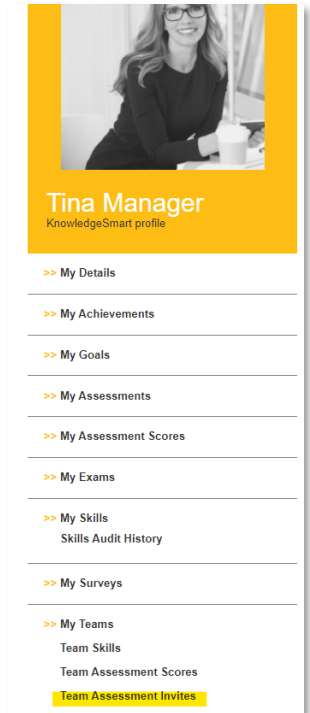 Tina Manager
KnowledgeSmart profile
>> My Details
>> My Achievements
>> My Goals
>> My Assessments
>> My Assessment Scores
>> My Exams
>> My Skills
Skills Audit History
>> My Surveys
>> My Teams
Team Skills
Team Assessment Scores
Team Assessment Invites